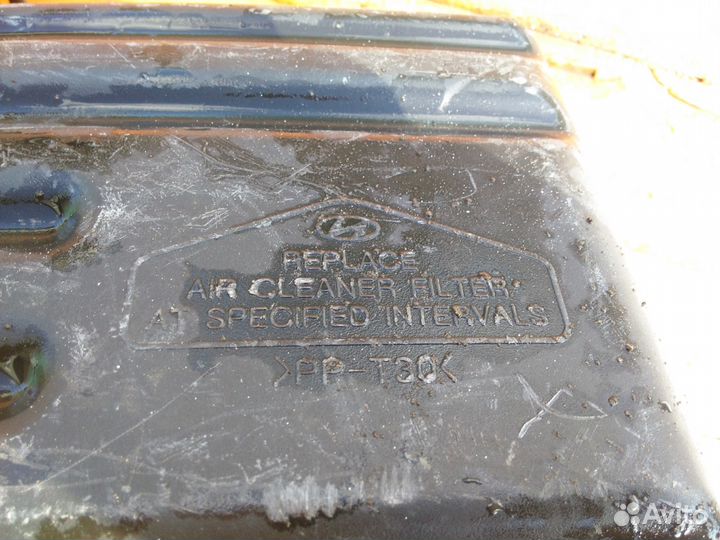 REPLACE
AIR CLEANER FILTER
AT SPECIFIED INTERVALS
>PP-T30<
Avito